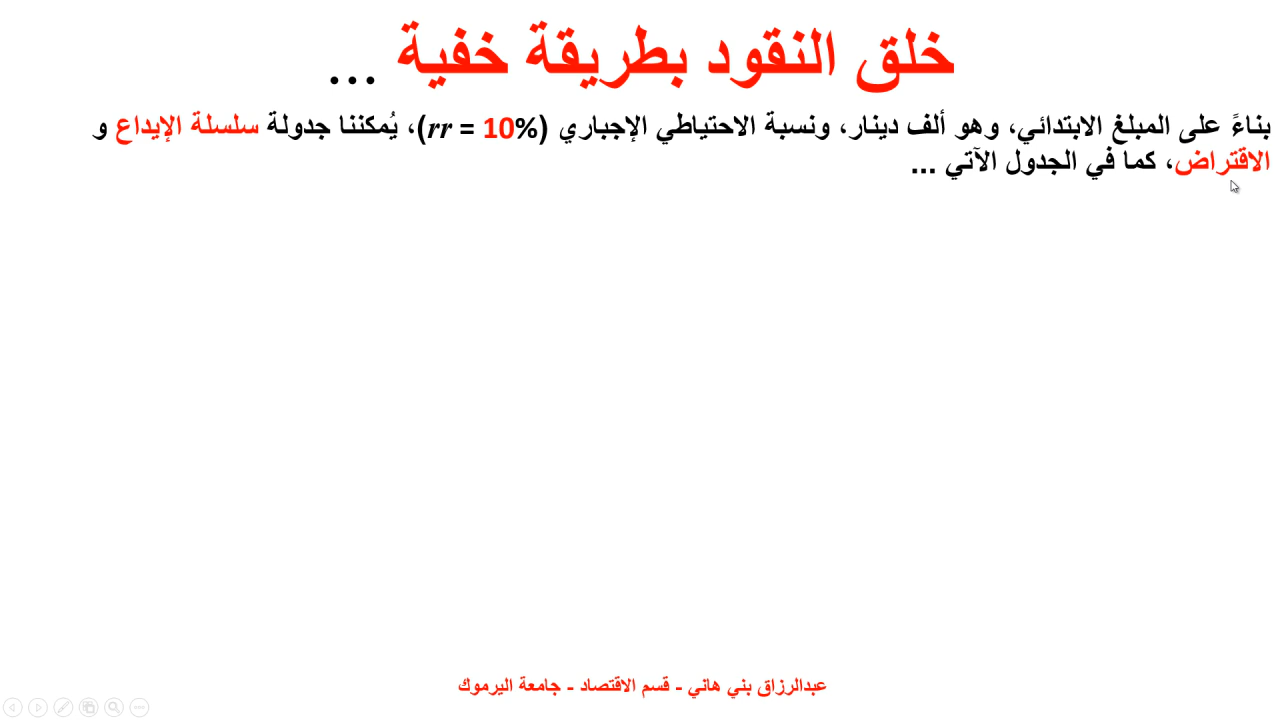 خلق النقود بطريقة خفية ...
بناءً على المبلغ الابتدائي، وهو ألف دينار، ونسبة الاحتياطي الإجباري (rr = 10%)، يُمكننا جدولة سلسلة الإيداع و
الاقتراض، كما في الجدول الآتي ...
عبدالرزاق بني هاني - قسم الاقتصاد - جامعة اليرموك